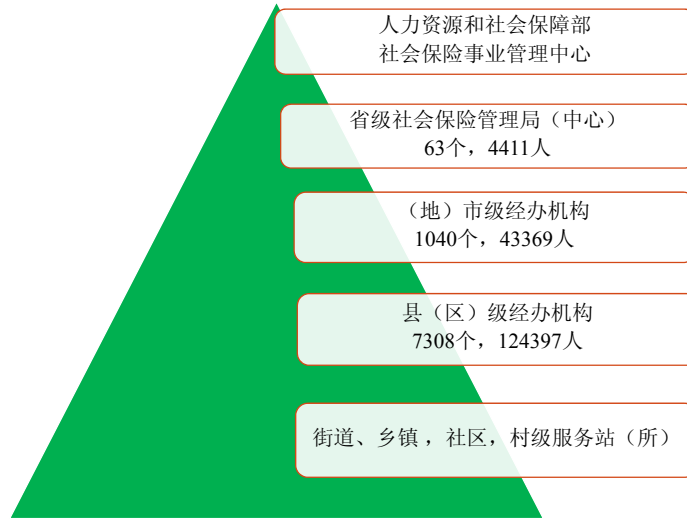 人力资源和社会保障部
社会保险事业管理中心
省级社会保险管理局（中心）
63个，4411人
（地）市级经办机构
1040个，43369人
县（区）级经办机构
7308个，124397人
街道、乡镇，社区，村级服务站（所）